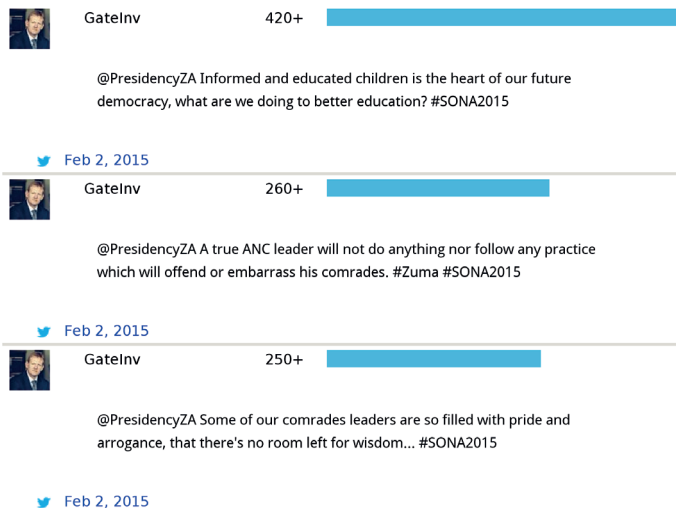 GateInv 420+
@PresidencyZA Informed and educated children is the heart of our future
democracy, what are we doing to better education? #SONA2015
Feb 2, 2015
GateInv 260+
@PresidencyZA A true ANC leader will not do anything nor follow any practice
which will offend or embarrass his comrades. #Zuma #SONA2015
Feb 2, 2015
GateInv 250+
@PresidencyZA Some of our comrades leaders are so filled with pride and
arrogance, that there's no room left for wisdom... #SONA2015
Feb 2, 2015